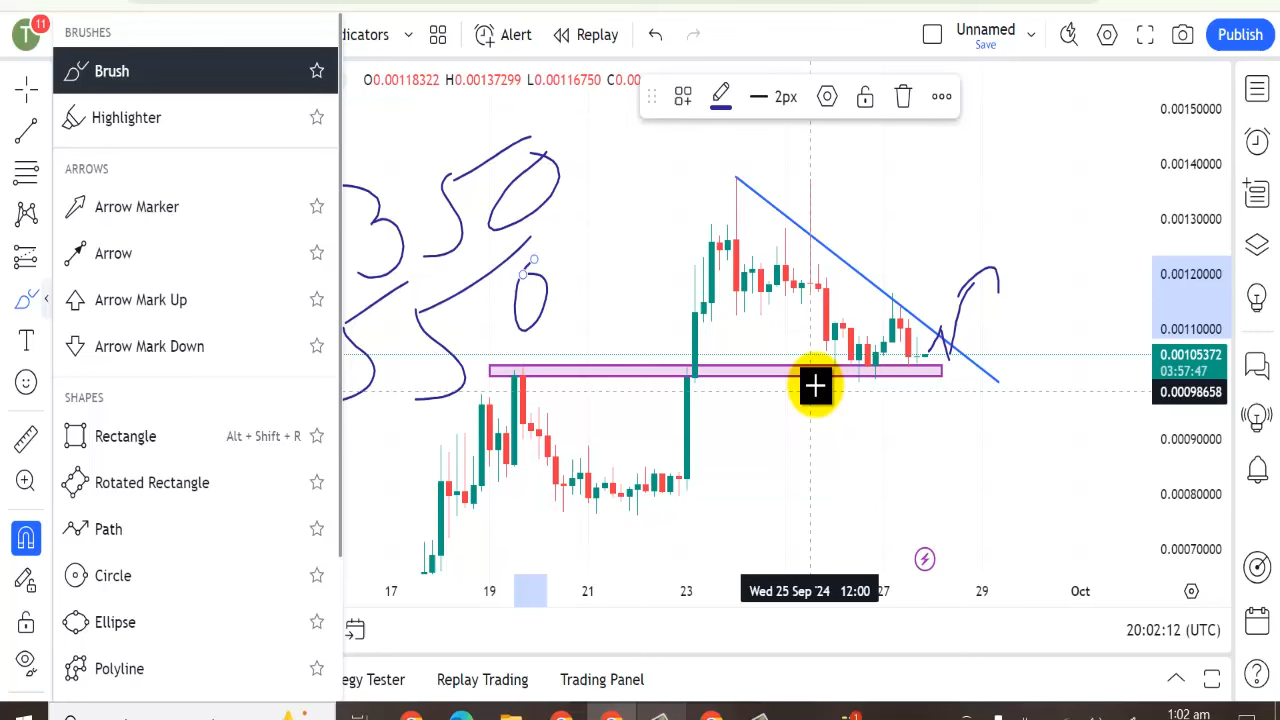 T 11
BRUSHES
dicators
Alert
Replay
Unnamed
Save
Publish
Brush
O0.00118322 H0.00137299 L0.00116750 C0.00
2px
Highlighter
ARROWS
Arrow Marker
Arrow
Arrow Mark Up
Arrow Mark Down
SHAPES
Rectangle Alt + Shift + R
Rotated Rectangle
Path
Circle
Ellipse
Polyline
350
550
0.00150000
0.00140000
0.00130000
0.00120000
0.00110000
0.00105372
03:57:47
0.00098658
0.00090000
0.00080000
0.00070000
17 19 21 23 Wed 25 Sep '24 12:00 27 29 Oct
20:02:12 (UTC)
egy Tester
Replay Trading
Trading Panel
1:02 am